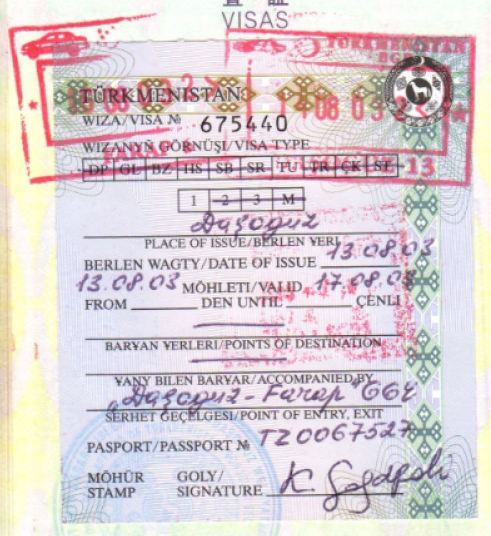 VISAS
TÜRKMENISTAN
WIZA/VISA № 675440
WIZANYŇ GÖRNÜŞI/VISA TYPE
DP GL BZ HS SB SR TU TR ÇK ST
1 2 3 M
Daşoguz
PLACE OF ISSUE/BERLEN ÝERI
BERLEN WAGTY/DATE OF ISSUE 13.08.03
13.08.03 MÖHLETI/VALID 17.08.03
FROM DEN UNTIL ÇENLI
BARÝAN ÝERLERI/POINTS OF DESTINATION
ÝANY BILEN BARÝAR/ACCOMPANIED BY
"Daşoguz-Farap"
SERHET GEÇELGESI/POINT OF ENTRY, EXIT
PASPORT/PASSPORT № TZ0067527
MÖHÜR GOLY/
STAMP SIGNATURE